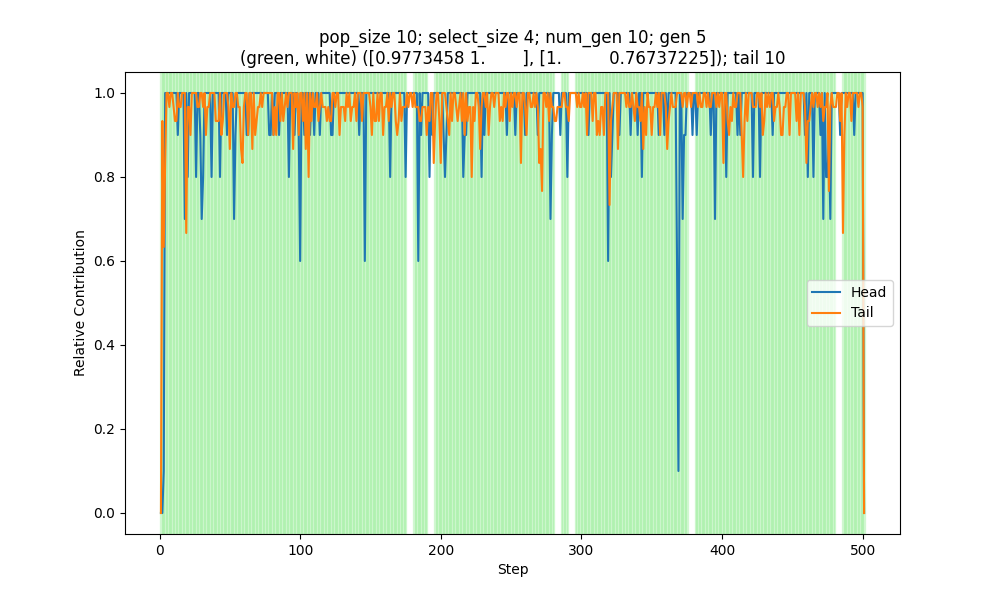 pop_size 10; select_size 4; num_gen 10; gen 5
(green, white) ([0.9773458 1.       ], [1.         0.76737225]); tail 10
Relative Contribution
1.0
0.8
0.6
0.4
0.2
0.0
Head
Tail
0 100 200 300 400 500
Step